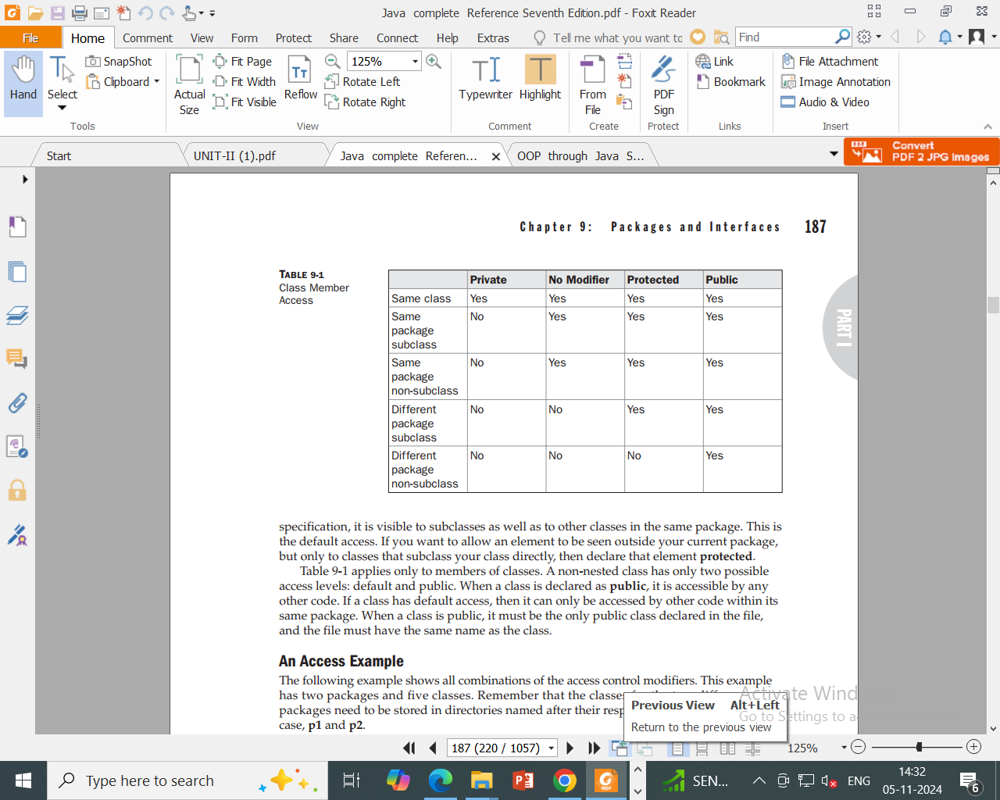 Java complete Reference Seventh Edition.pdf - Foxit Reader
File Home Comment View Form Protect Share Connect Help Extras Tell me what you want to Find
Hand
Select
SnapShot
Clipboard
Tools
Actual
Size
Fit Page
Fit Width
Fit Visible
Reflow
125%
Rotate Left
Rotate Right
View
Typewriter
Highlight
Comment
From
File
Create
PDF
Sign
Protect
Link
Bookmark
Links
File Attachment
Image Annotation
Audio & Video
Insert
Start
UNIT-II (1).pdf
Java complete Referen...
OOP through Java S...
Convert
PDF 2 JPG Images
Chapter 9: Packages and Interfaces 187
TABLE 9-1
Class Member
Access
Private No Modifier Protected Public
Same class Yes Yes Yes Yes
Same No Yes Yes Yes
package
subclass
Same No Yes Yes Yes
package
non-subclass
Different No No Yes Yes
package
subclass
Different No No No Yes
package
non-subclass
PART I
specification, it is visible to subclasses as well as to other classes in the same package. This is
the default access. If you want to allow an element to be seen outside your current package,
but only to classes that subclass your class directly, then declare that element protected.
Table 9-1 applies only to members of classes. A non-nested class has only two possible
access levels: default and public. When a class is declared as public, it is accessible by any
other code. If a class has default access, then it can only be accessed by other code within its
same package. When a class is public, it must be the only public class declared in the file,
and the file must have the same name as the class.
An Access Example
The following example shows all combinations of the access control modifiers. This example
has two packages and five classes. Remember that the classes
packages need to be stored in directories named after their resp
case, p1 and p2.
Previous View Alt+Left
Return to the previous view
Activate Windows
Go to Settings to
187 (220 / 1057)
125%
Type here to search
SEN...
ENG
14:32
05-11-2024
6